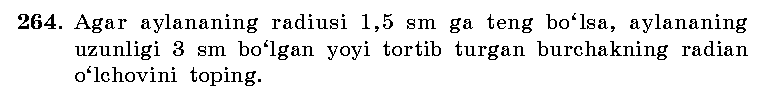 264. Agar aylananing radiusi 1,5 sm ga teng bo‘lsa, aylananing
uzunligi 3 sm bo‘lgan yoyi tortib turgan burchakning radian
o‘lchovini toping.